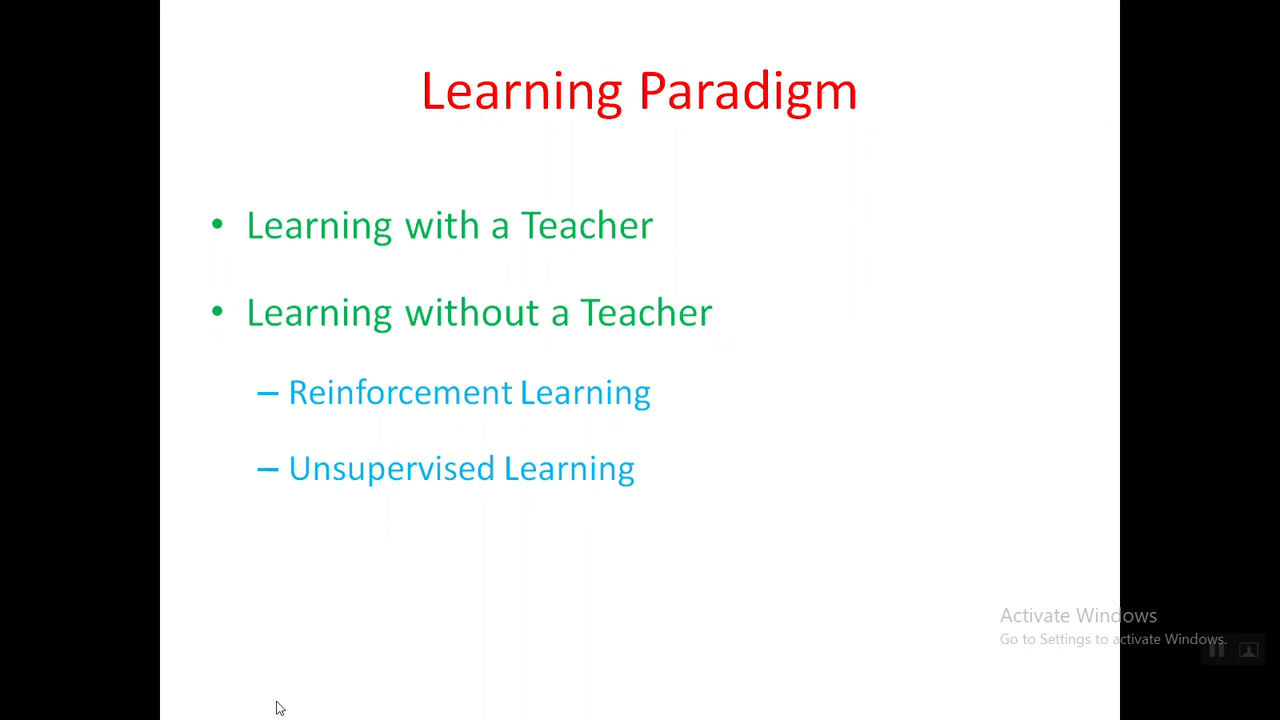 Learning Paradigm
• Learning with a Teacher
• Learning without a Teacher
– Reinforcement Learning
– Unsupervised Learning
Activate Windows
Go to Settings to activate Windows.